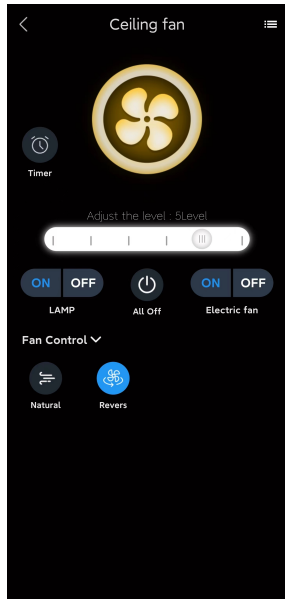 Ceiling fan
Timer
Adjust the level : 5Level
ON OFF
LAMP
All Off
ON OFF
Electric fan
Fan Control
Natural
Revers